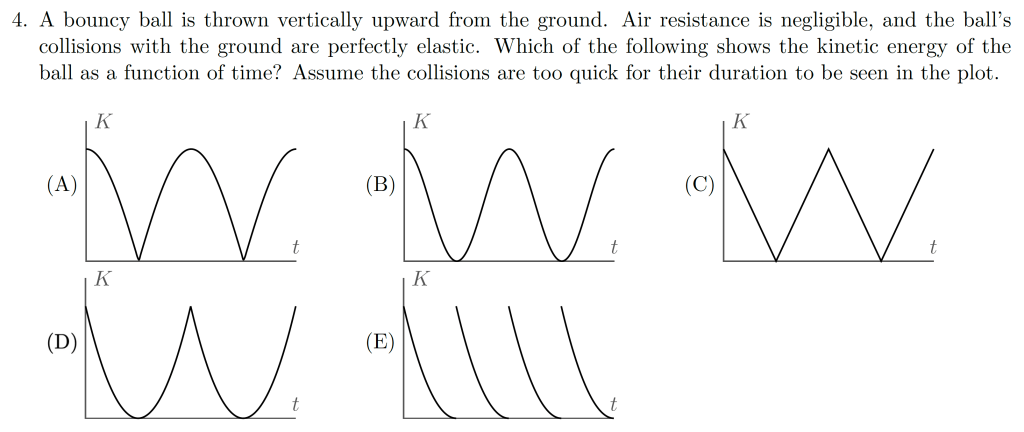 4. A bouncy ball is thrown vertically upward from the ground. Air resistance is negligible, and the ball's
collisions with the ground are perfectly elastic. Which of the following shows the kinetic energy of the
ball as a function of time? Assume the collisions are too quick for their duration to be seen in the plot.
K K K
(A) (B) (C)
t t t
K K
(D) (E)
t t